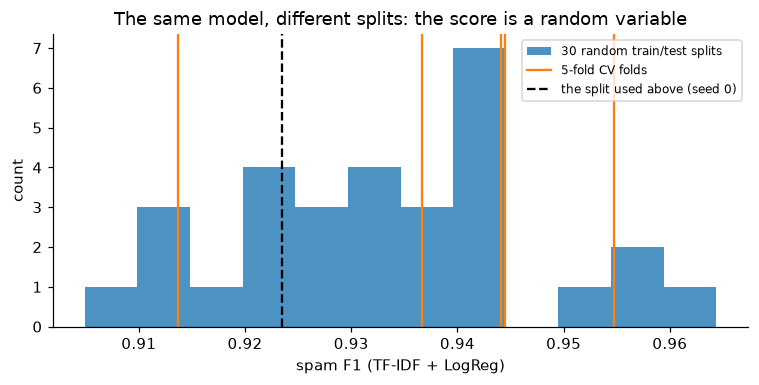 The same model, different splits: the score is a random variable
30 random train/test splits
5-fold CV folds
the split used above (seed 0)
count
7
6
5
4
3
2
1
0
0.91 0.92 0.93 0.94 0.95 0.96
spam F1 (TF-IDF + LogReg)